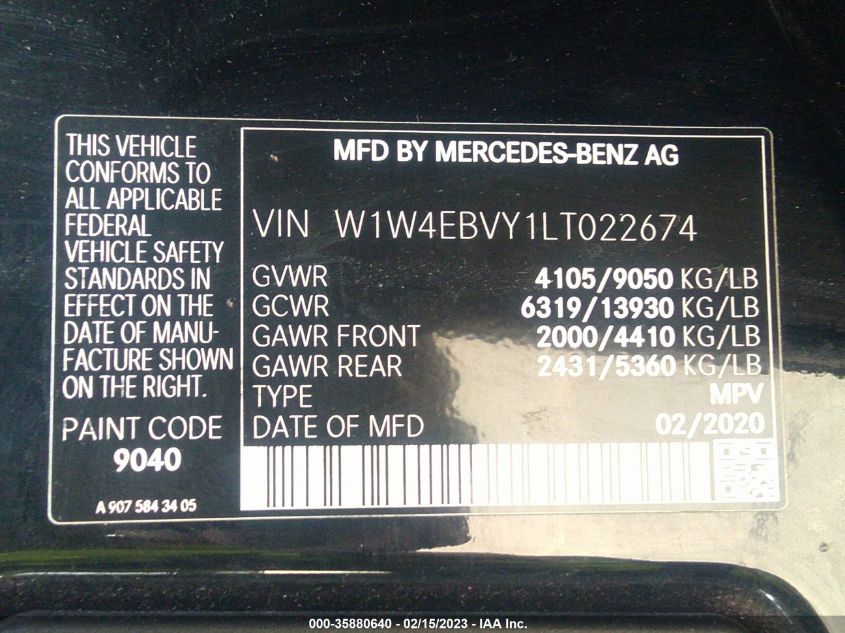 THIS VEHICLE
CONFORMS TO
ALL APPLICABLE
FEDERAL
VEHICLE SAFETY
STANDARDS IN
EFFECT ON THE
DATE OF MANU-
FACTURE SHOWN
ON THE RIGHT.
PAINT CODE
9040
A 907 584 34 05
MFD BY MERCEDES-BENZ AG
VIN W1W4EBVY1LT022674
GVWR 4105/9050 KG/LB
GCWR 6319/13930 KG/LB
GAWR FRONT 2000/4410 KG/LB
GAWR REAR 2431/5360 KG/LB
TYPE MPV
DATE OF MFD 02/2020
000-35880640 - 02/15/2023 - IAA Inc.